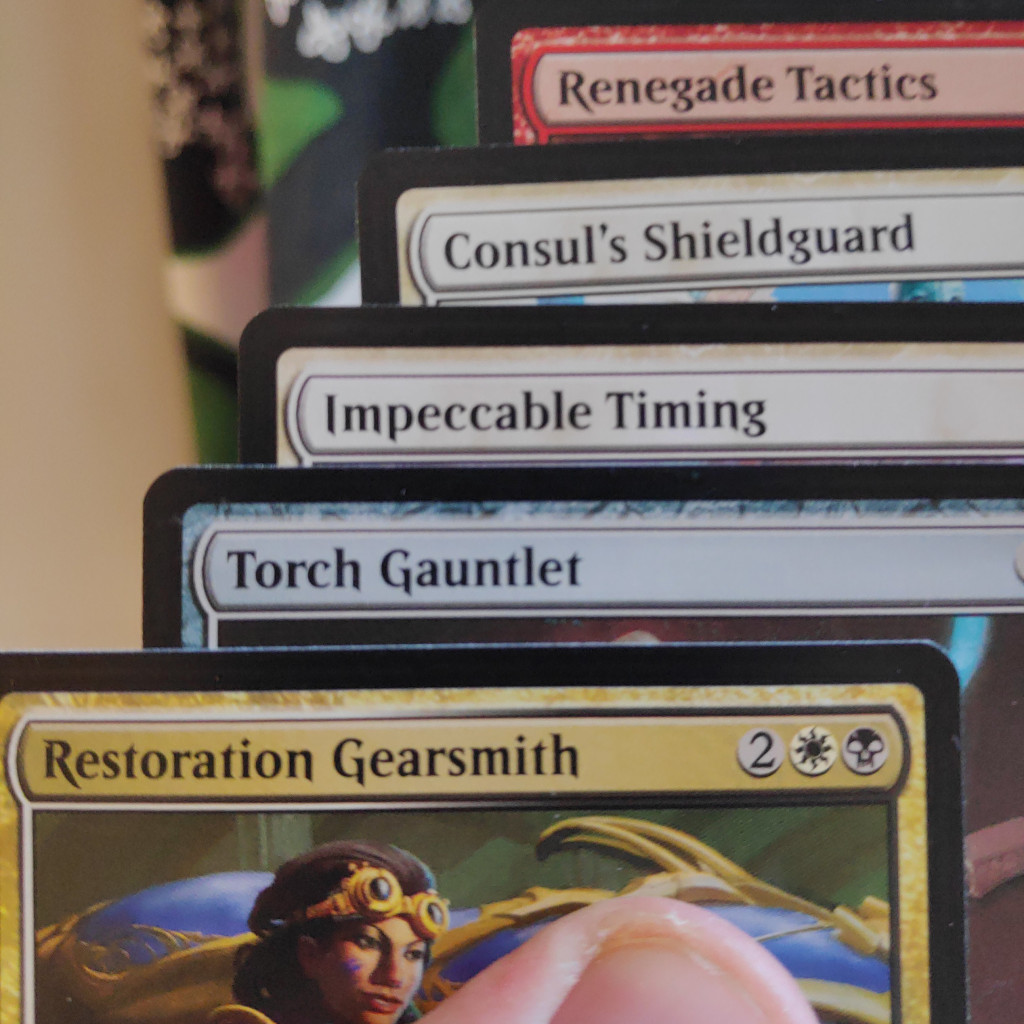 Renegade Tactics
Consul's Shieldguard
Impeccable Timing
Torch Gauntlet
Restoration Gearsmith 2